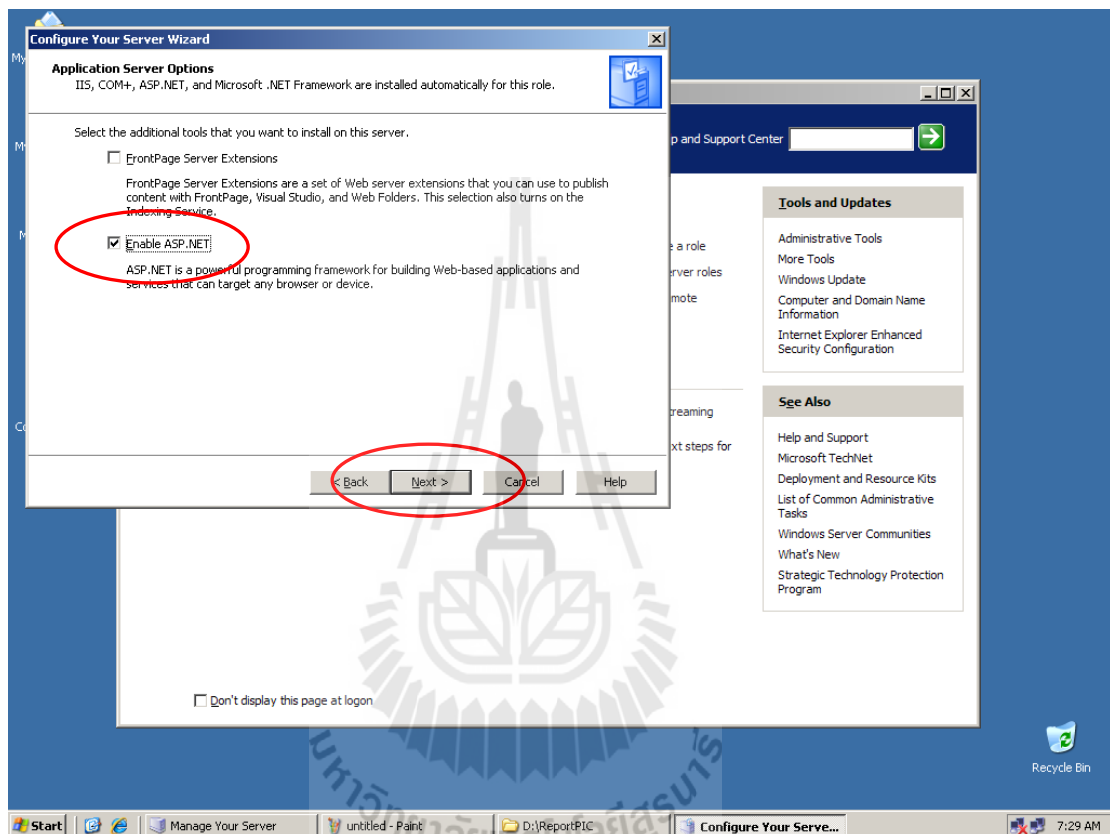 My
Configure Your Server Wizard
Application Server Options
IIS, COM+, ASP.NET, and Microsoft .NET Framework are installed automatically for this role.
Select the additional tools that you want to install on this server.
FrontPage Server Extensions
FrontPage Server Extensions are a set of Web server extensions that you can use to publish
content with FrontPage, Visual Studio, and Web Folders. This selection also turns on the
Indexing Service.
Enable ASP.NET
ASP.NET is a powerful programming framework for building Web-based applications and
services that can target any browser or device.
< Back Next > Cancel Help
p and Support Center
e a role
erver roles
mote
treaming
xt steps for
Tools and Updates
Administrative Tools
More Tools
Windows Update
Computer and Domain Name
Information
Internet Explorer Enhanced
Security Configuration
See Also
Help and Support
Microsoft TechNet
Deployment and Resource Kits
List of Common Administrative
Tasks
Windows Server Communities
What's New
Strategic Technology Protection
Program
Don't display this page at logon
Recycle Bin
Start Manage Your Server untitled - Paint D:\ReportPIC Configure Your Serve... 7:29 AM